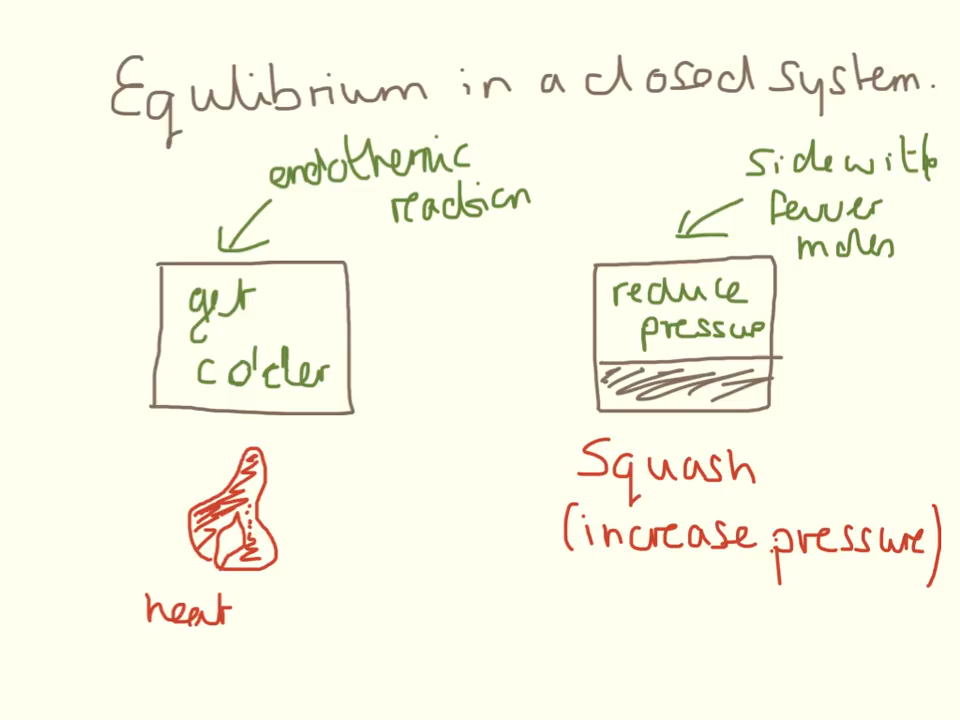 Equlibrium in a closed system.
endothermic
reaction
side with
fewer
moles
get
colder
reduce
pressure
Squash
(increase pressure)
heat